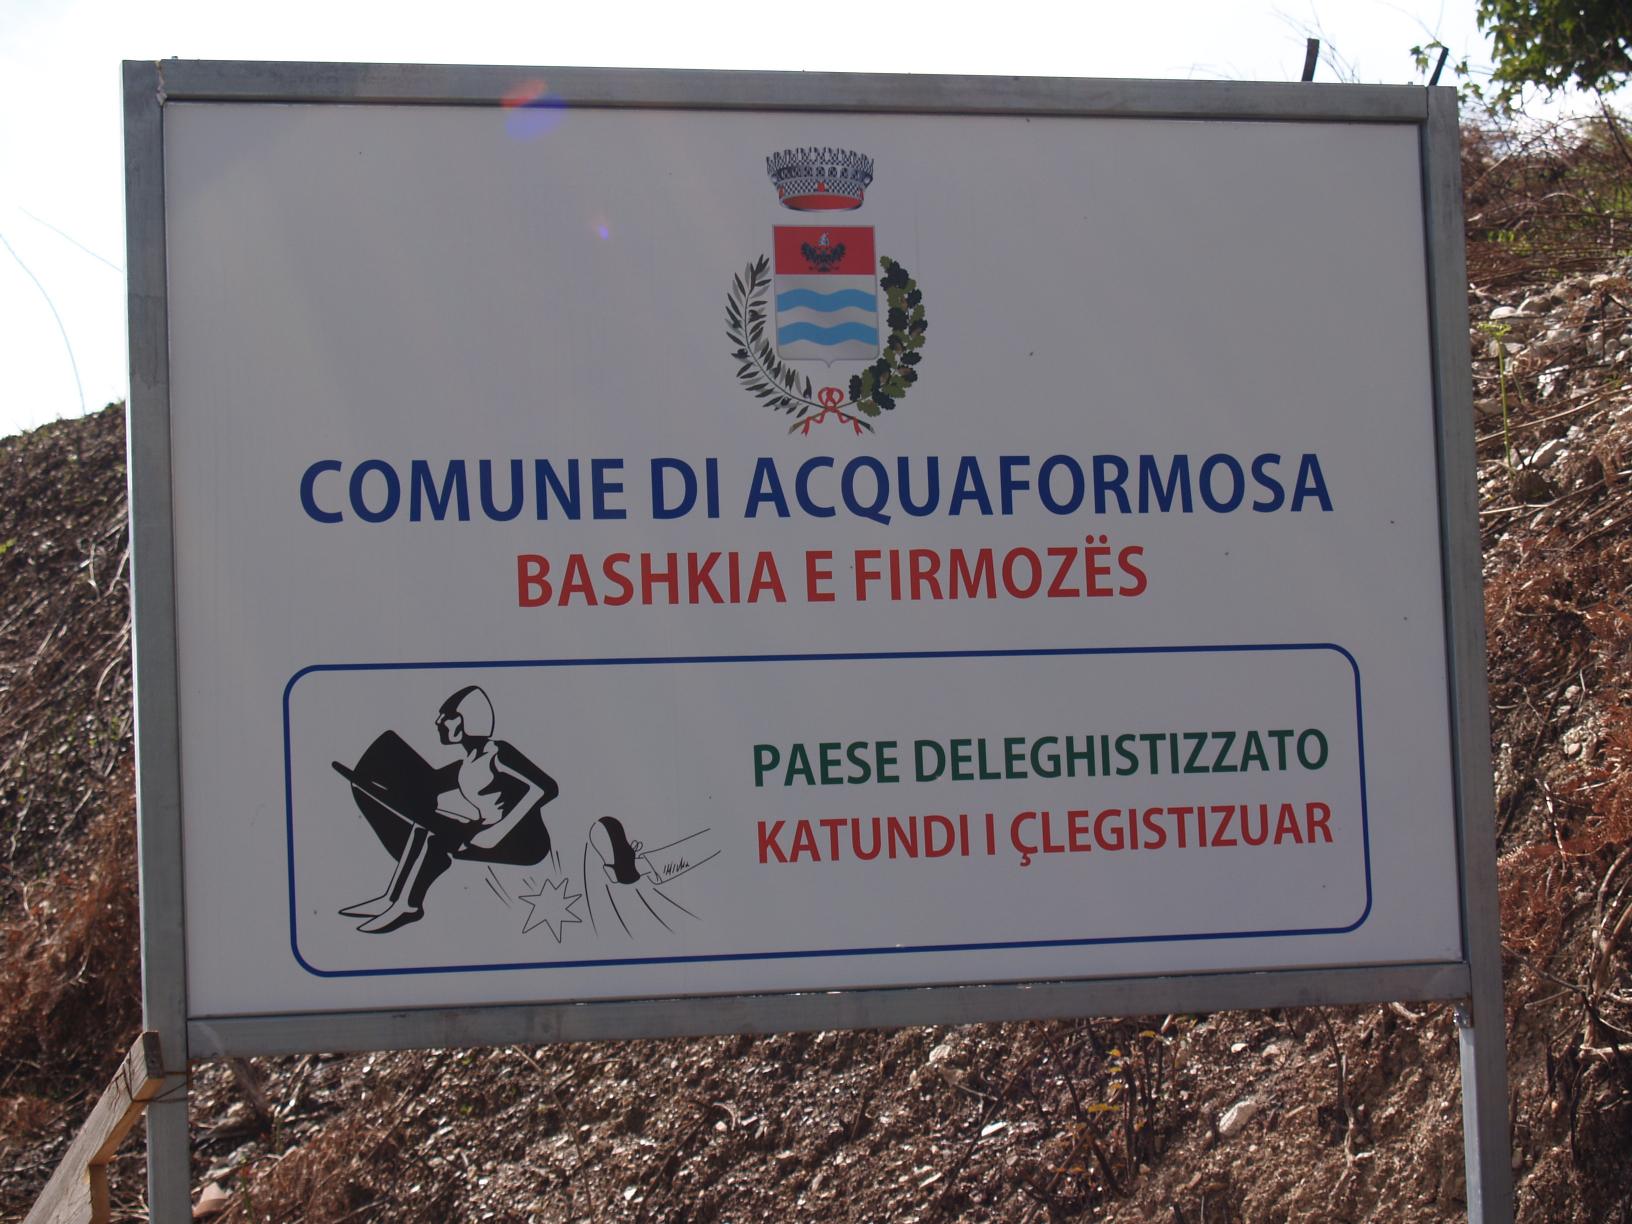 COMUNE DI ACQUAFORMOSA
BASHKIA E FIRMOZËS
PAESE DELEGHISTIZZATO
KATUNDI I ÇLEGISTIZUAR